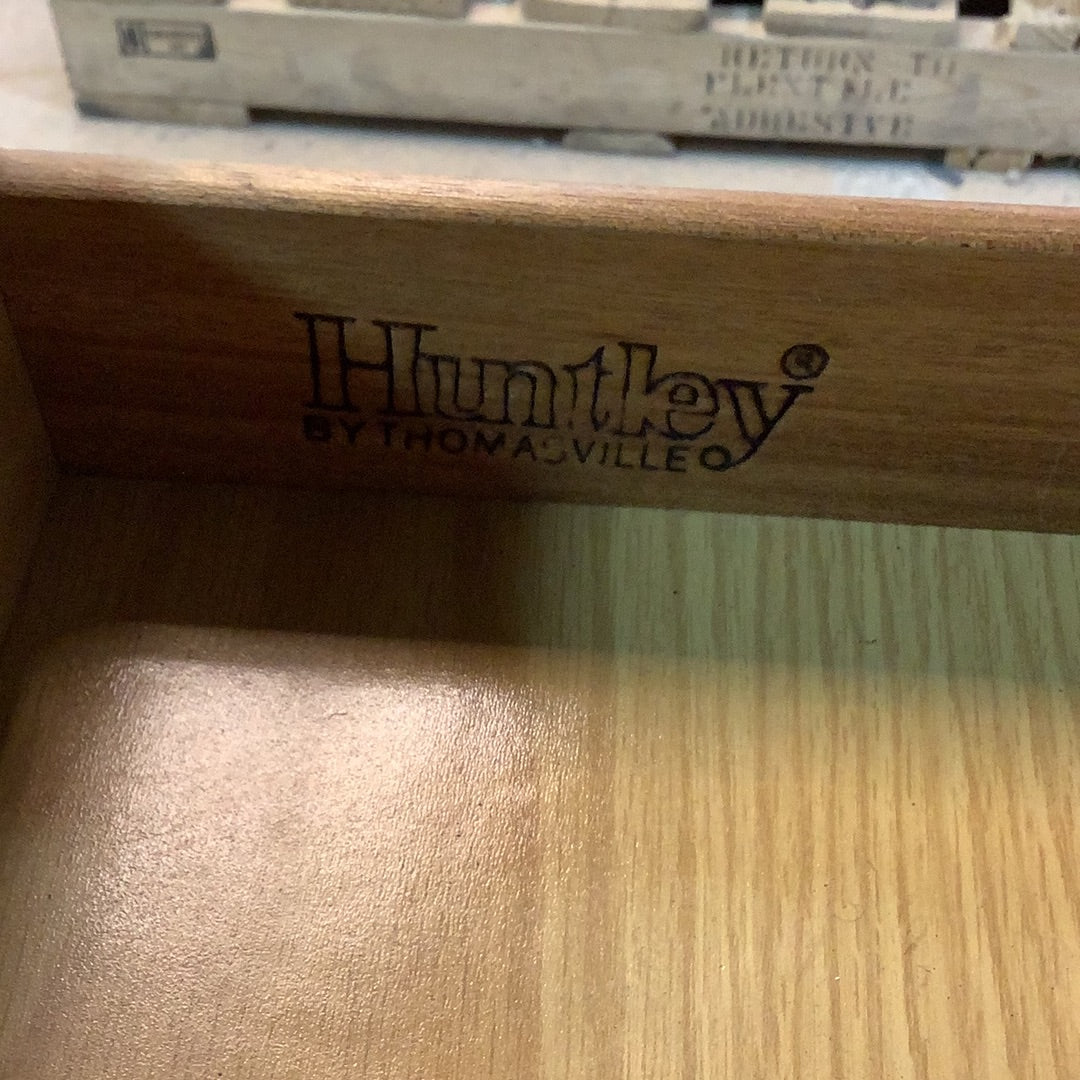 RETURN TO
FLEXTILE
ADHESIVE
Huntley®
BY THOMASVILLE